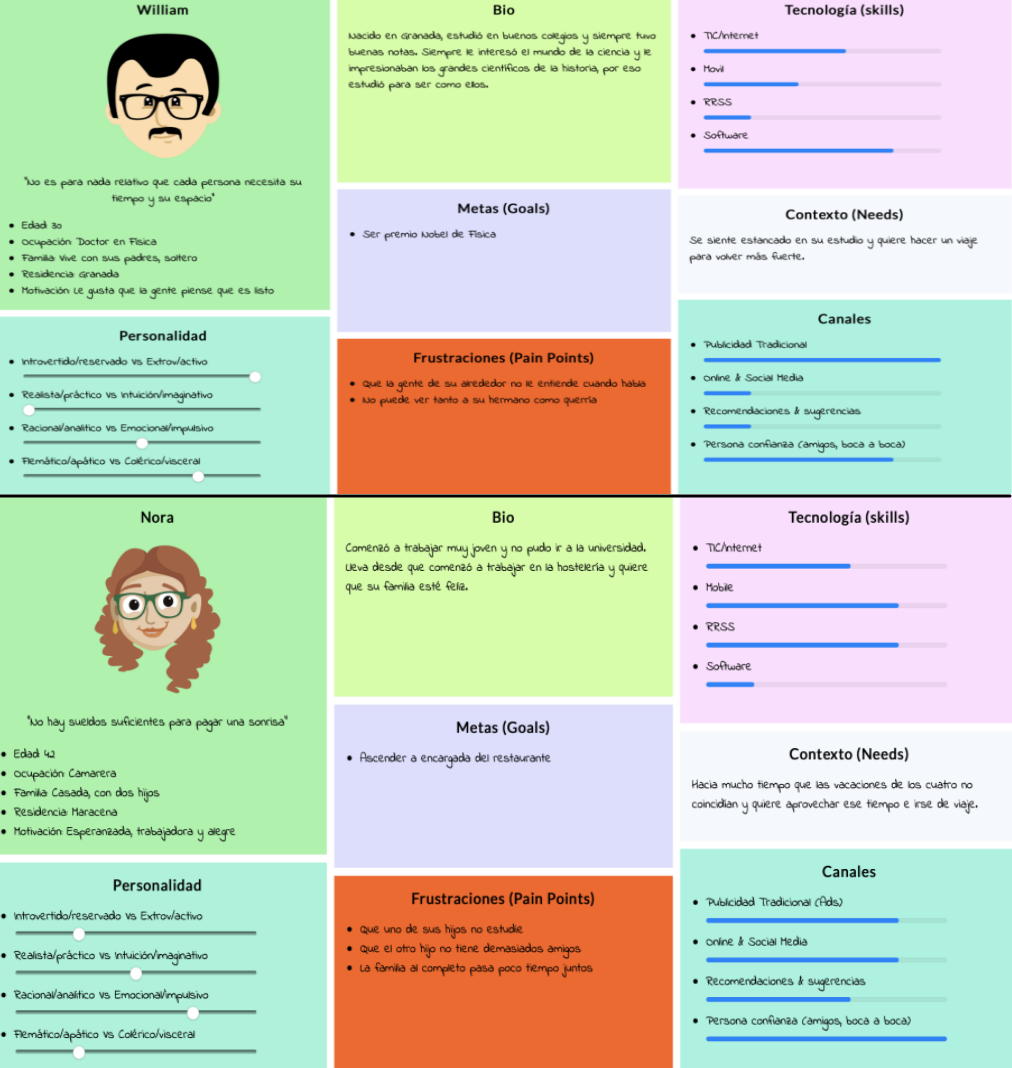 William
"No es para nada relativo que cada persona necesita su
tiempo y su espacio"
Edad: 30
Ocupación: Doctor en Física
Familia: Vive con sus padres, soltero
Residencia: Granada
Motivación: Le gusta que la gente piense que es listo
Personalidad
Introvertido/reservado Vs Extrov/activo
Realista/práctico Vs Intuición/imaginativo
Racional/analítico Vs Emocional/impulsivo
Flemático/apático Vs Colérico/visceral
Bio
Nacido en Granada, estudió en buenos colegios y siempre tuvo
buenas notas. Siempre le interesó el mundo de la ciencia y le
impresionaban los grandes científicos de la historia, por eso
estudió para ser como ellos.
Metas (Goals)
Ser premio Nobel de Física
Frustraciones (Pain Points)
Que la gente de su alrededor no le entiende cuando habla
No puede ver tanto a su hermano como querría
Tecnología (skills)
TIC/Internet
Movil
RRSS
Software
Contexto (Needs)
Se siente estancado en su estudio y quiere hacer un viaje
para volver más fuerte.
Canales
Publicidad Tradicional
Online & Social Media
Recomendaciones & sugerencias
Persona confianza (amigos, boca a boca)
Nora
"No hay sueldos suficientes para pagar una sonrisa"
Edad: 42
Ocupación: Camarera
Familia: Casada, con dos hijos
Residencia: Maracena
Motivación: Esperanzada, trabajadora y alegre
Personalidad
Introvertido/reservado Vs Extrov/activo
Realista/práctico Vs Intuición/imaginativo
Racional/analítico Vs Emocional/impulsivo
Flemático/apático Vs Colérico/visceral
Bio
Comenzó a trabajar muy joven y no pudo ir a la universidad.
Lleva desde que comenzó a trabajar en la hostelería y quiere
que su familia esté feliz.
Metas (Goals)
Ascender a encargada del restaurante
Frustraciones (Pain Points)
Que uno de sus hijos no estudie
Que el otro hijo no tiene demasiados amigos
La familia al completo pasa poco tiempo juntos
Tecnología (skills)
TIC/Internet
Mobile
RRSS
Software
Contexto (Needs)
Hacía mucho tiempo que las vacaciones de los cuatro no
coincidían y quiere aprovechar ese tiempo e irse de viaje.
Canales
Publicidad Tradicional (Ads)
Online & Social Media
Recomendaciones & sugerencias
Persona confianza (amigos, boca a boca)